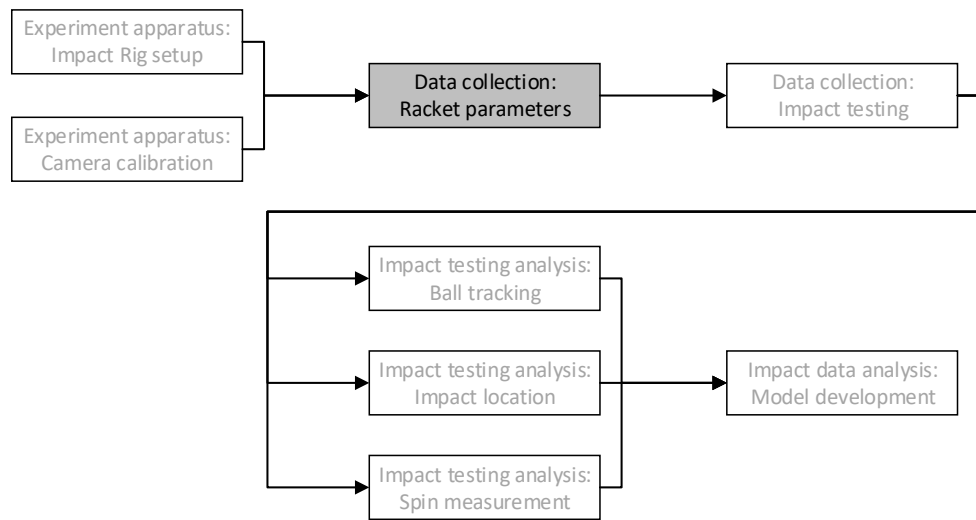 Experiment apparatus:
Impact Rig setup
Data collection:
Racket parameters
Data collection:
Impact testing
Experiment apparatus:
Camera calibration
Impact testing analysis:
Ball tracking
Impact testing analysis:
Impact location
Impact data analysis:
Model development
Impact testing analysis:
Spin measurement